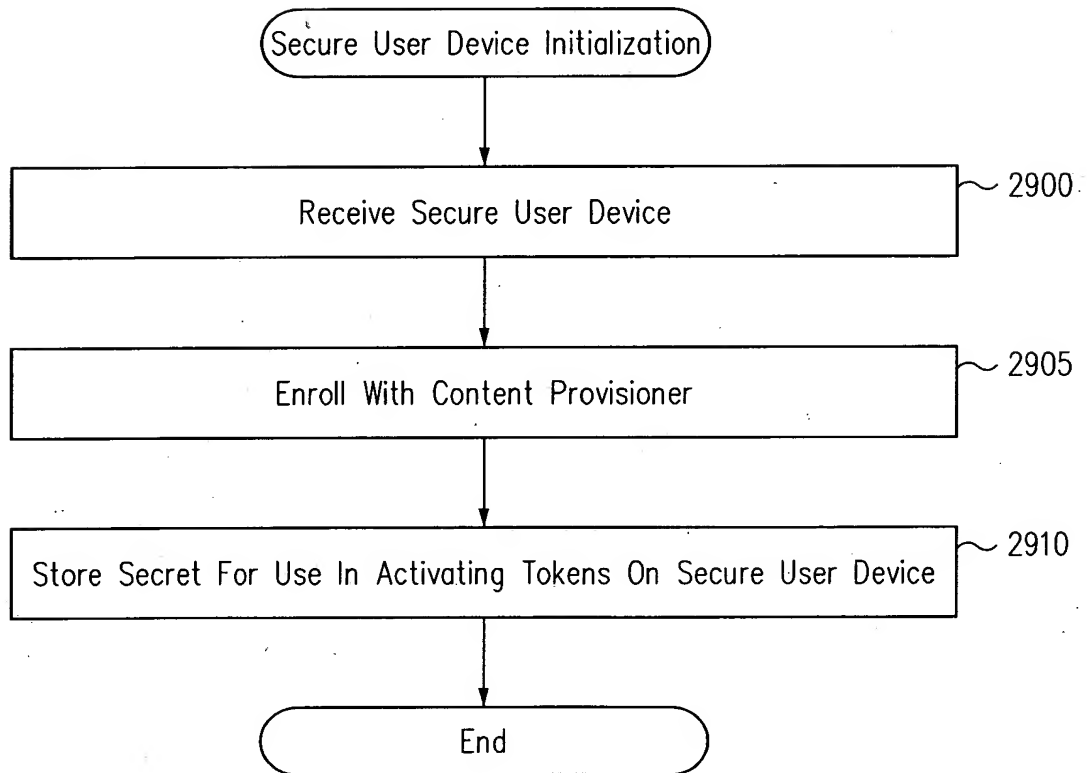 Secure User Device Initialization
Receive Secure User Device
2900
Enroll With Content Provisioner
2905
Store Secret For Use In Activating Tokens On Secure User Device
2910
End